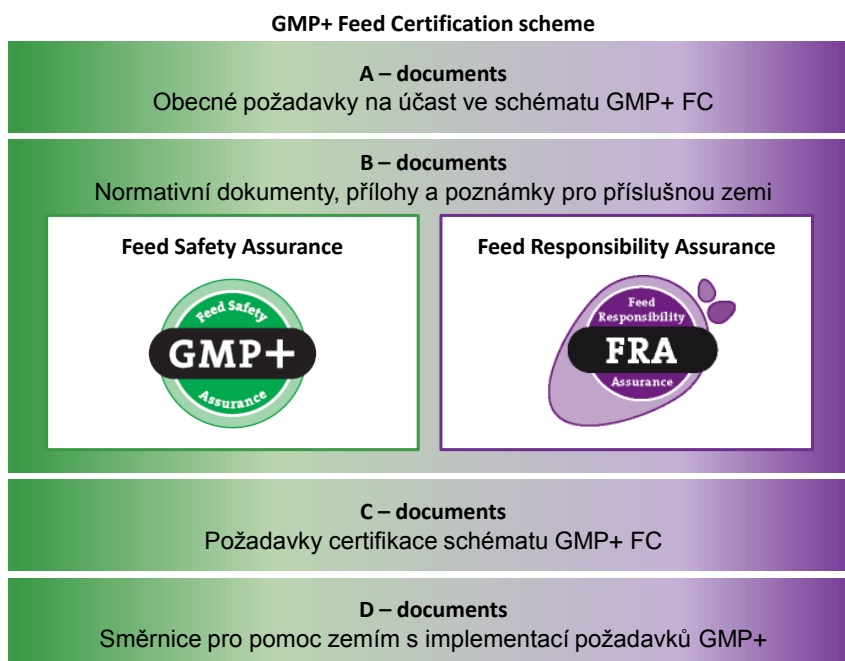 GMP+ Feed Certification scheme
A – documents
Obecné požadavky na účast ve schématu GMP+ FC
B – documents
Normativní dokumenty, přílohy a poznámky pro příslušnou zemi
Feed Safety Assurance
Feed Safety
GMP+
Assurance
Feed Responsibility Assurance
Feed
Responsibility
FRA
Assurance
C – documents
Požadavky certifikace schématu GMP+ FC
D – documents
Směrnice pro pomoc zemím s implementací požadavků GMP+